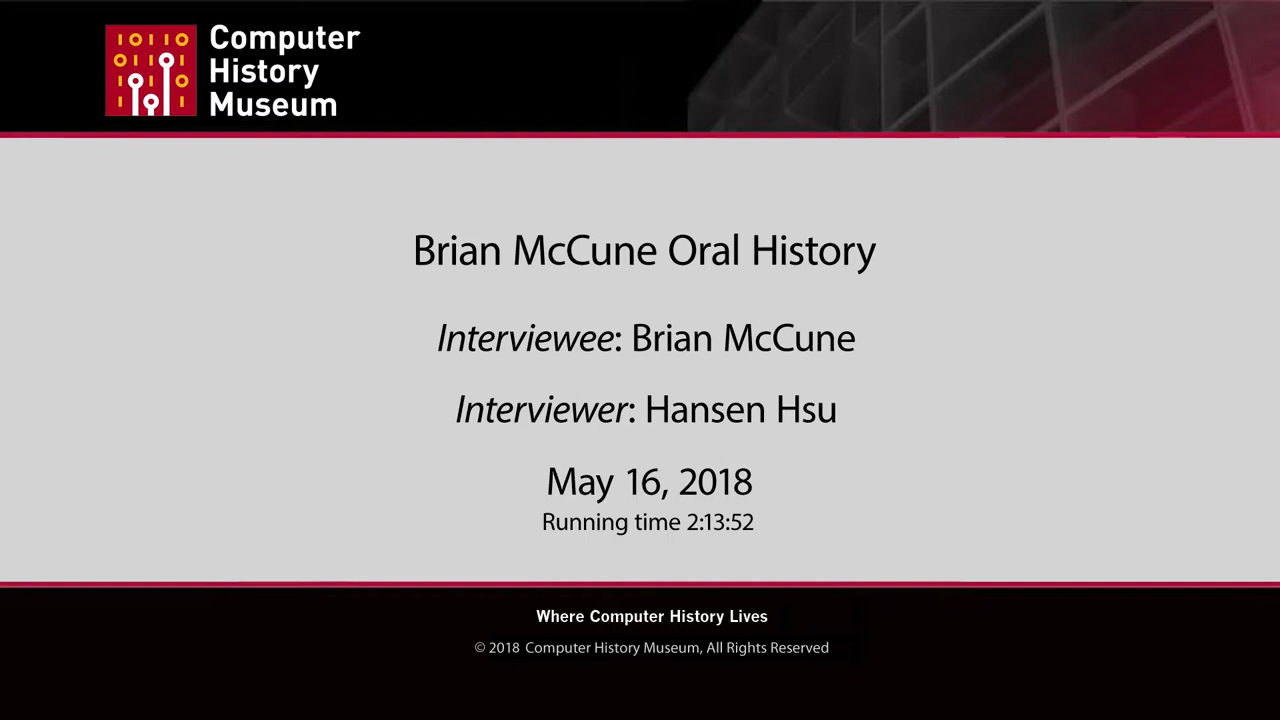 Computer
History
Museum
Brian McCune Oral History
Interviewee: Brian McCune
Interviewer: Hansen Hsu
May 16, 2018
Running time 2:13:52
Where Computer History Lives
© 2018 Computer History Museum, All Rights Reserved